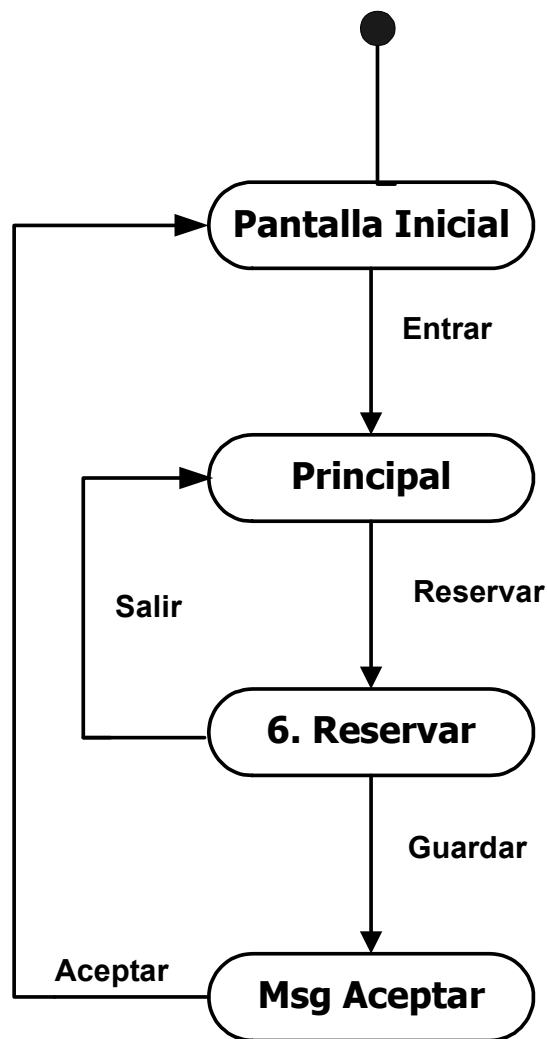 Pantalla Inicial
Entrar
Principal
Reservar
Salir
6. Reservar
Guardar
Aceptar
Msg Aceptar